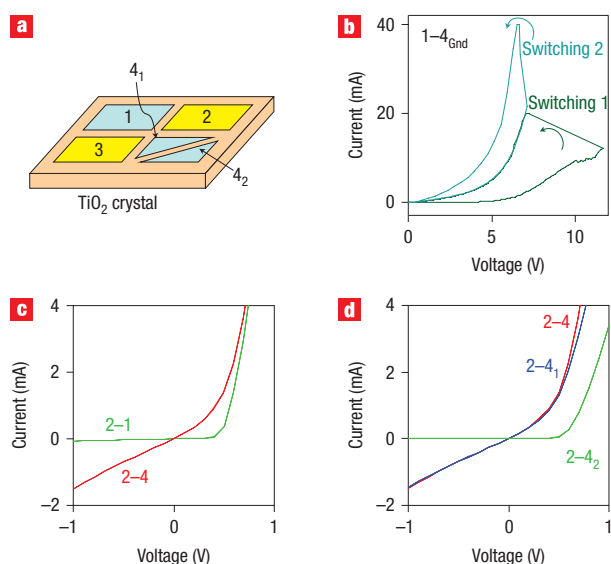 a
4₁
1
2
3
4₂
TiO₂ crystal
b
1–4Gnd
Switching 2
Switching 1
Current (mA)
40
20
0
0
5
10
Voltage (V)
c
4
2
0
−2
Current (mA)
2–1
2–4
−1
0
1
Voltage (V)
d
4
2
0
−2
Current (mA)
2–4
2–4₁
2–4₂
−1
0
1
Voltage (V)